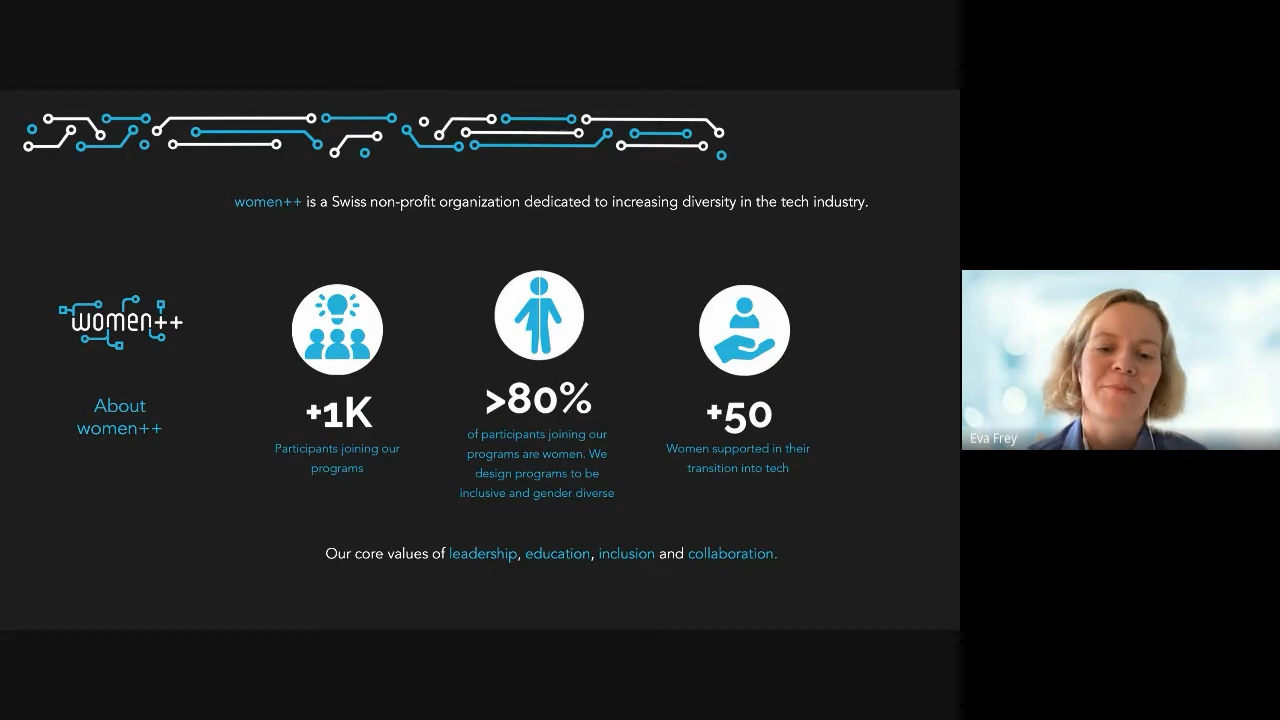 women++ is a Swiss non-profit organization dedicated to increasing diversity in the tech industry.
women++
About
women++
+1K
Participants joining our
programs
>80%
of participants joining our
programs are women. We
design programs to be
inclusive and gender diverse
+50
Women supported in their
transition into tech
Our core values of leadership, education, inclusion and collaboration.
Eva Frey